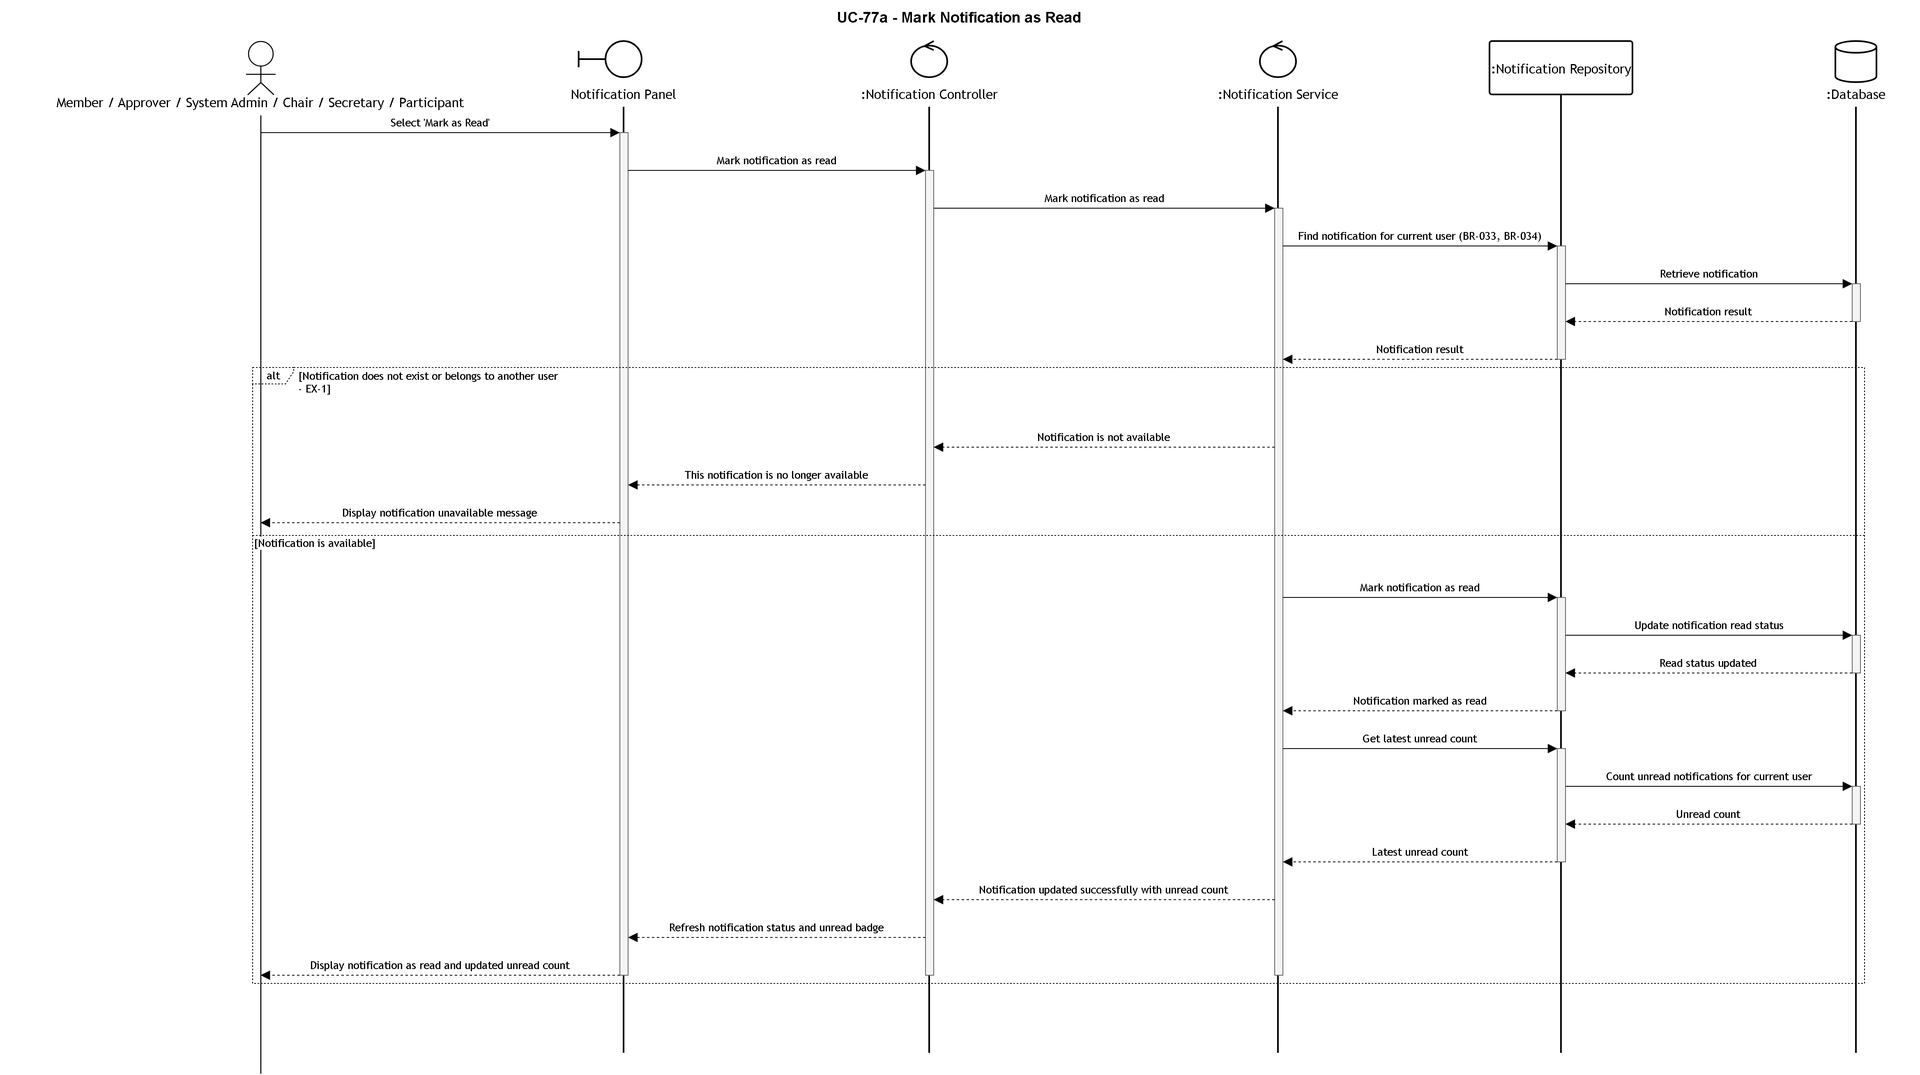 UC-77a - Mark Notification as Read
Member / Approver / System Admin / Chair / Secretary / Participant
Notification Panel
:Notification Controller
:Notification Service
:Notification Repository
:Database
Select 'Mark as Read'
Mark notification as read
Mark notification as read
Find notification for current user (BR-033, BR-034)
Retrieve notification
Notification result
Notification result
alt
[Notification does not exist or belongs to another user
- EX-1]
Notification is not available
This notification is no longer available
Display notification unavailable message
[Notification is available]
Mark notification as read
Update notification read status
Read status updated
Notification marked as read
Get latest unread count
Count unread notifications for current user
Unread count
Latest unread count
Notification updated successfully with unread count
Refresh notification status and unread badge
Display notification as read and updated unread count